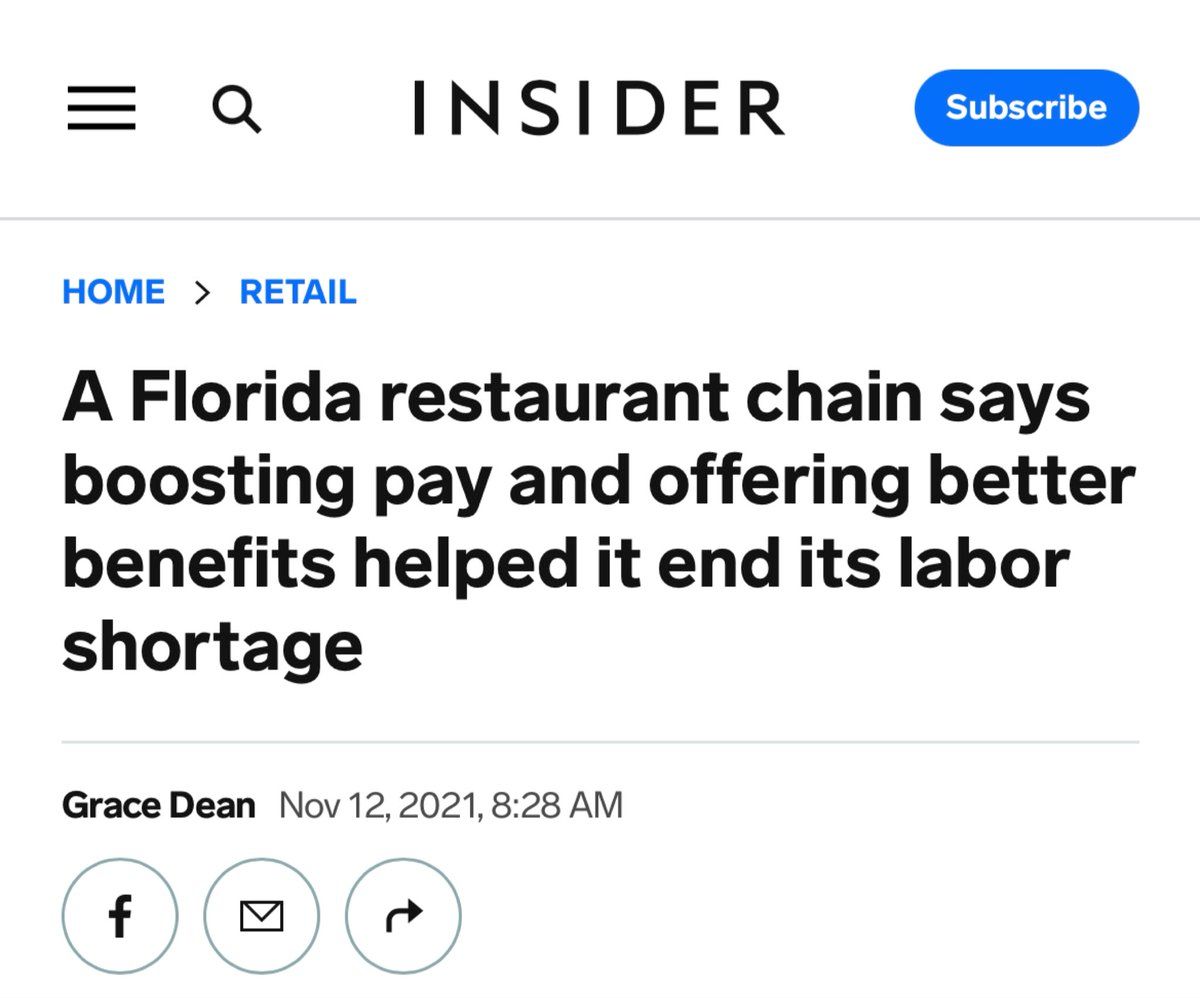 INSIDER
Subscribe
HOME > RETAIL
A Florida restaurant chain says
boosting pay and offering better
benefits helped it end its labor
shortage
Grace Dean Nov 12, 2021, 8:28 AM
f